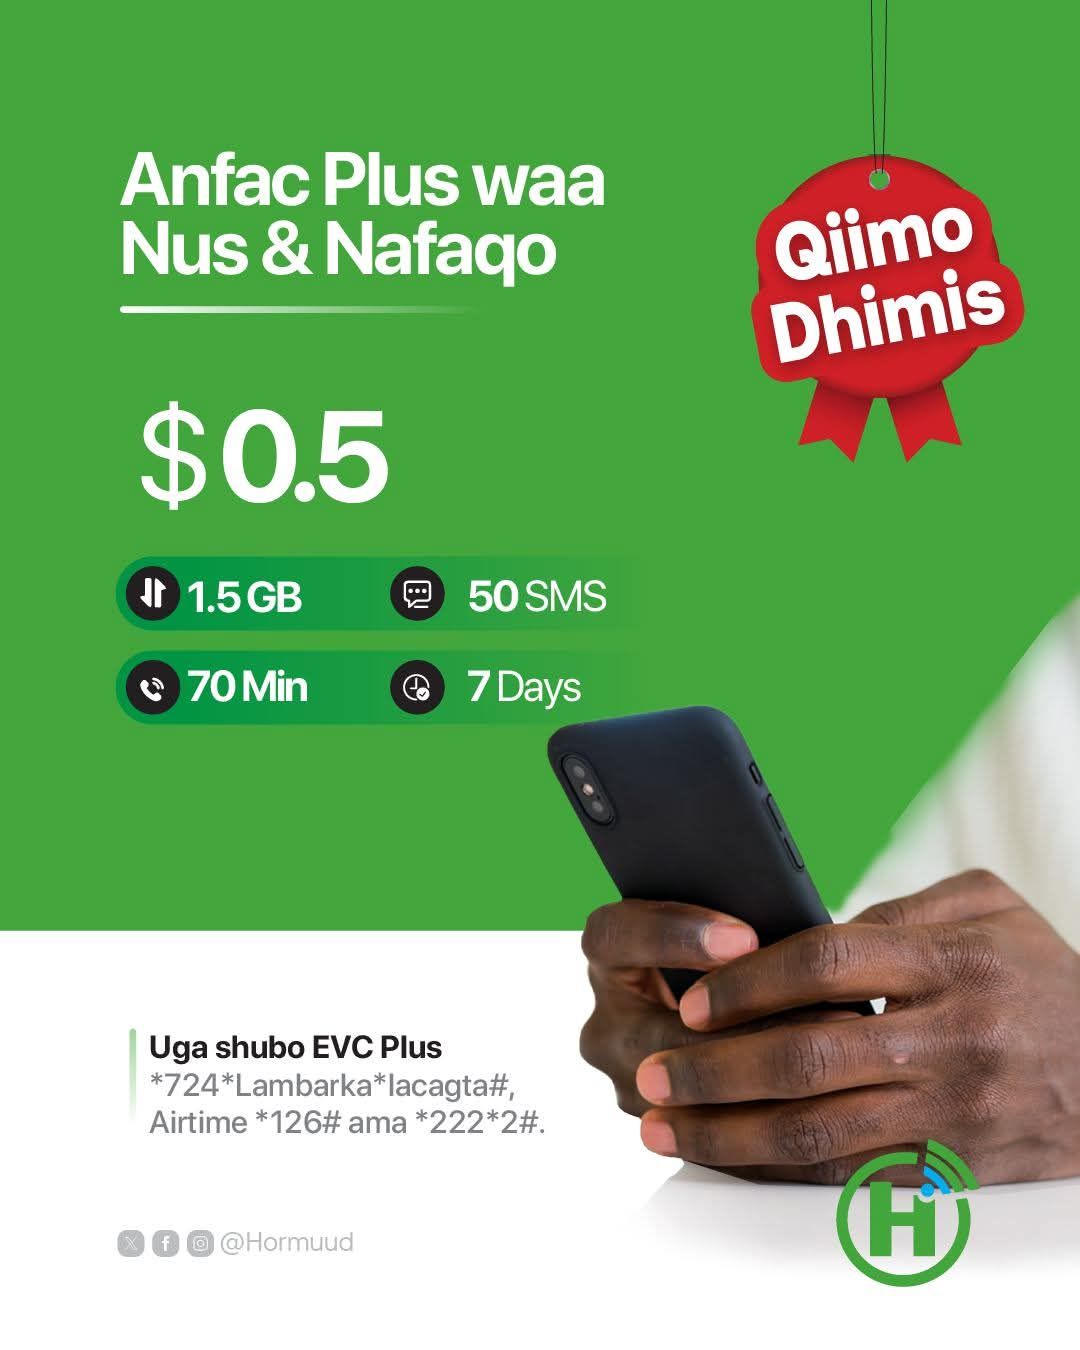 Anfac Plus waa
Nus & Nafaqo
Qiimo
Dhimis
$0.5
1.5 GB
50 SMS
70 Min
7 Days
Uga shubo EVC Plus
*724*Lambarka*lacagta#,
Airtime *126# ama *222*2#.
@Hormuud